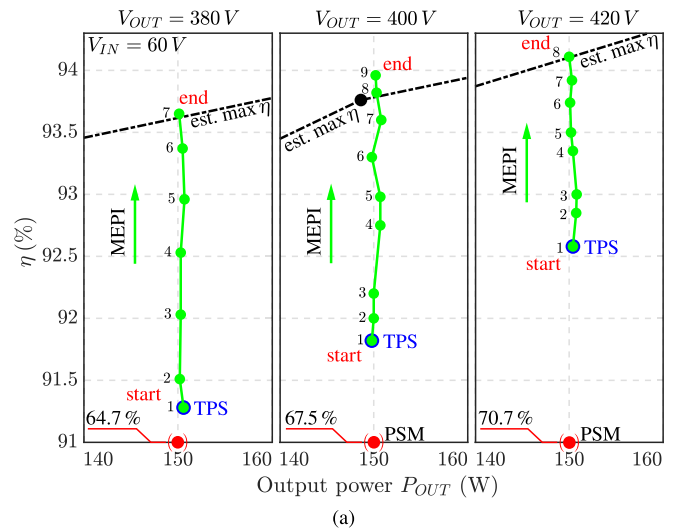 V_OUT = 380 V
V_OUT = 400 V
V_OUT = 420 V
V_IN = 60 V
η (%)
94
93.5
93
92.5
92
91.5
91
end
7
est. max η
6
5
4
3
2
1
MEPI
start
TPS
64.7 %
9
end
8
est. max η
7
6
5
4
3
2
1
MEPI
start
TPS
67.5 %
PSM
end
8
est. max η
7
6
5
4
3
2
1
MEPI
start
TPS
70.7 %
PSM
140 150 160
140 150 160
140 150 160
Output power P_OUT (W)
(a)